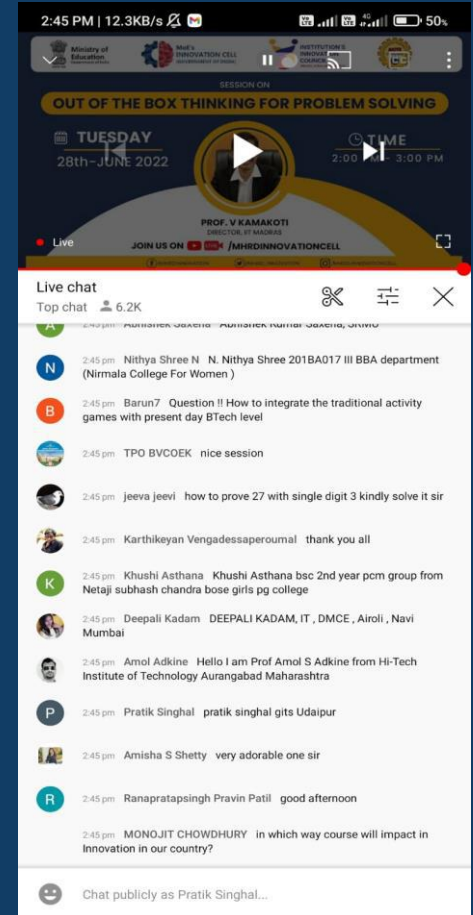 2:45 PM | 12.3KB/s
50%
Ministry of
Education
MoE's
INNOVATION CELL
INSTITUTION'S
INNOVATION
COUNCIL
SESSION ON
OUT OF THE BOX THINKING FOR PROBLEM SOLVING
TUESDAY
28th-JUNE 2022
TIME
2:00 PM - 3:00 PM
PROF. V KAMAKOTI
DIRECTOR, IIT MADRAS
Live
JOIN US ON LIVE /MHRDINNOVATIONCELL
Live chat
Top chat 6.2K
A 2:45 pm Abhishek Saxena Abhishek Kumar Saxena, SRMU
N 2:45 pm Nithya Shree N N. Nithya Shree 201BA017 III BBA department
(Nirmala College For Women )
B 2:45 pm Barun7 Question !! How to integrate the traditional activity
games with present day BTech level
2:45 pm TPO BVCOEK nice session
2:45 pm jeeva jeevi how to prove 27 with single digit 3 kindly solve it sir
2:45 pm Karthikeyan Vengadessaperoumal thank you all
K 2:45 pm Khushi Asthana Khushi Asthana bsc 2nd year pcm group from
Netaji subhash chandra bose girls pg college
2:45 pm Deepali Kadam DEEPALI KADAM, IT , DMCE , Airoli , Navi
Mumbai
2:45 pm Amol Adkine Hello I am Prof Amol S Adkine from Hi-Tech
Institute of Technology Aurangabad Maharashtra
P 2:45 pm Pratik Singhal pratik singhal gits Udaipur
2:45 pm Amisha S Shetty very adorable one sir
R 2:45 pm Ranapratapsingh Pravin Patil good afternoon
2:45 pm MONOJIT CHOWDHURY in which way course will impact in
Innovation in our country?
Chat publicly as Pratik Singhal...